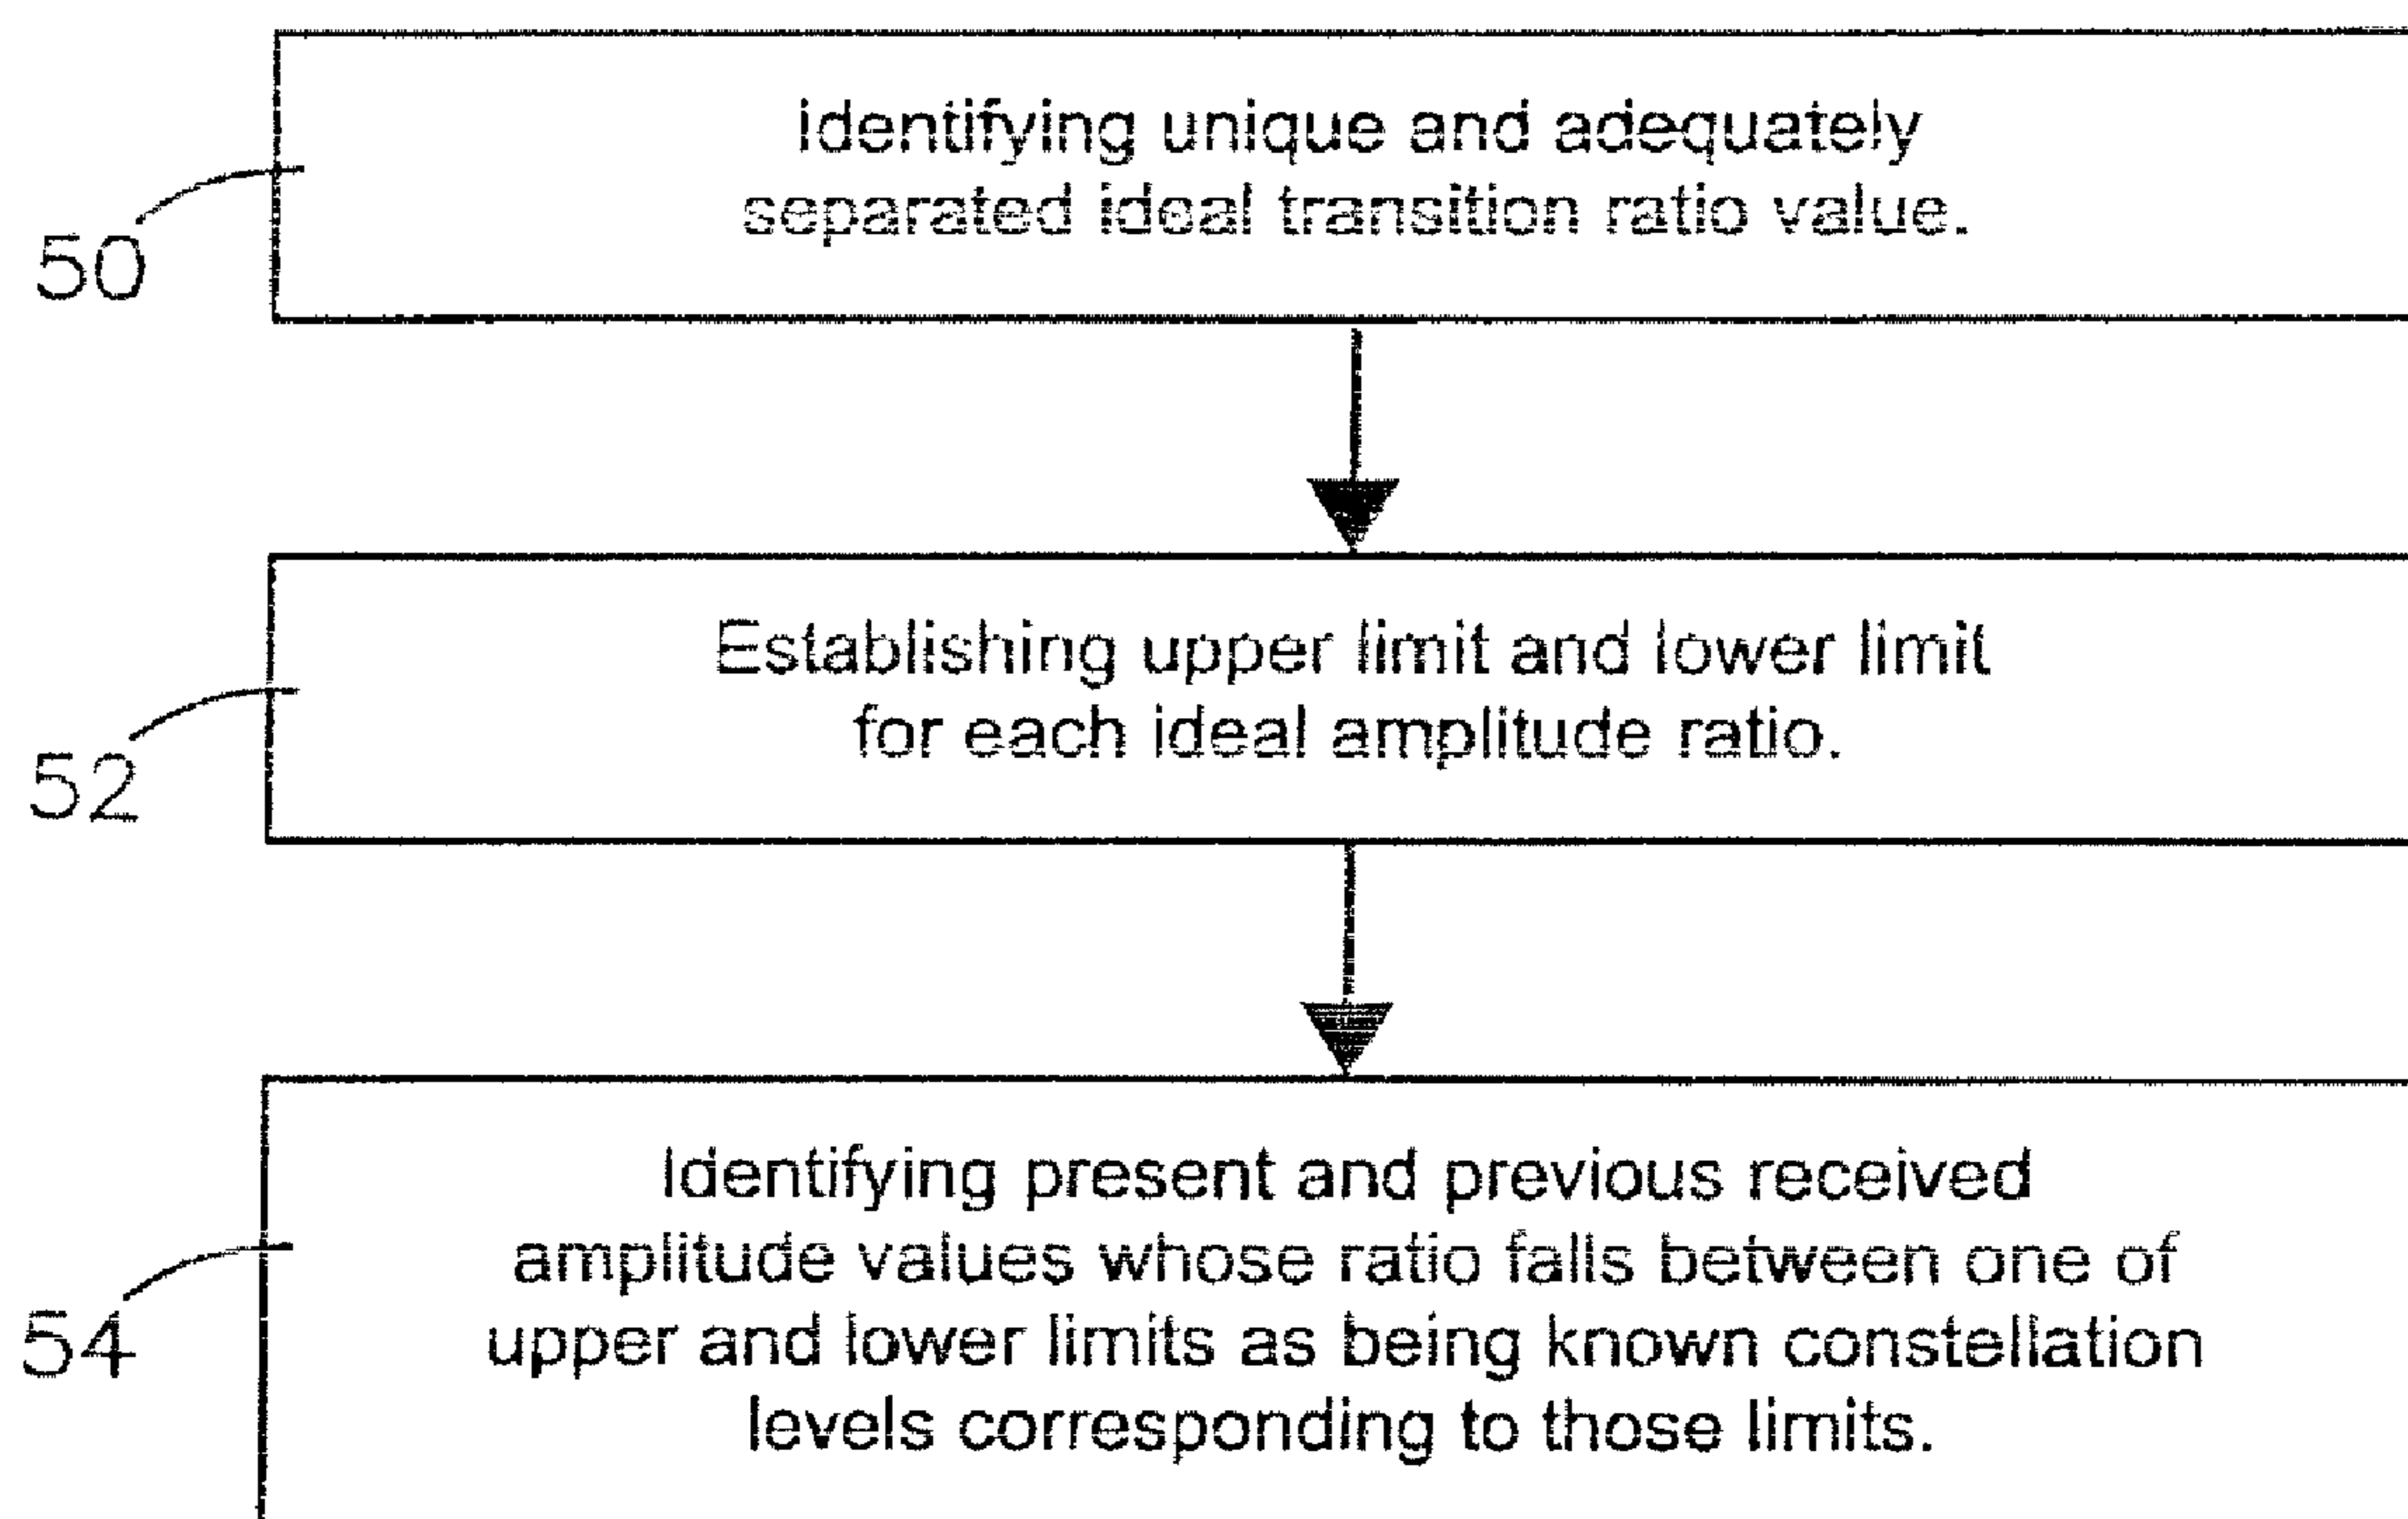 Identifying unique and adequately
separated ideal transition ratio value.
50
Establishing upper limit and lower limit
for each ideal amplitude ratio.
52
Identifying present and previous received
amplitude values whose ratio falls between one of
upper and lower limits as being known constellation
levels corresponding to those limits.
54